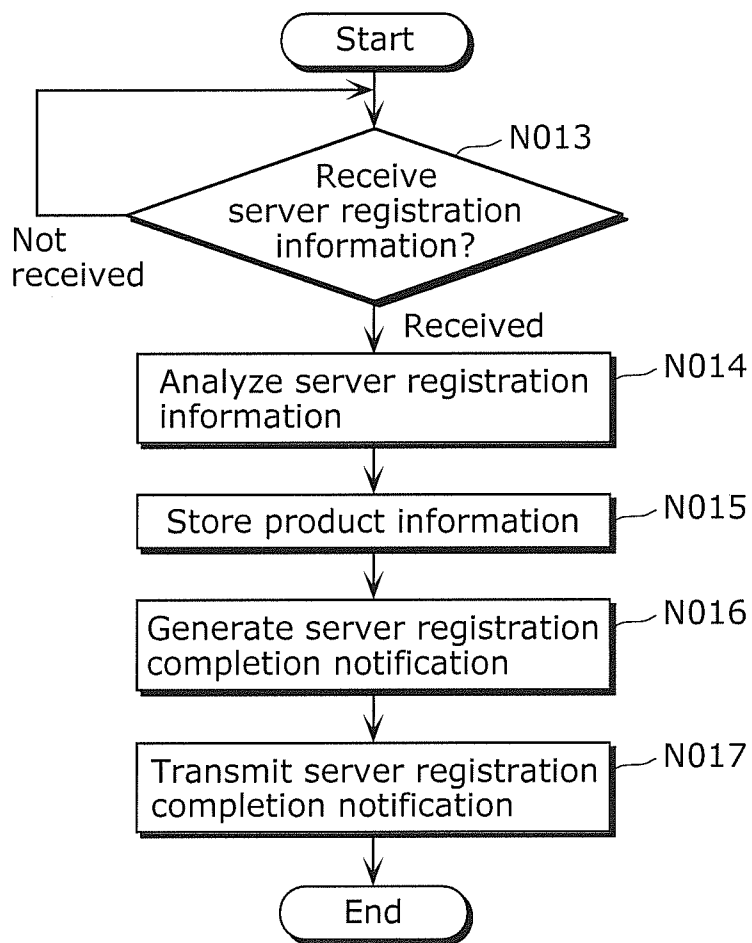 Start
N013
Receive
server registration
information?
Not
received
Received
N014
Analyze server registration
information
N015
Store product information
N016
Generate server registration
completion notification
N017
Transmit server registration
completion notification
End